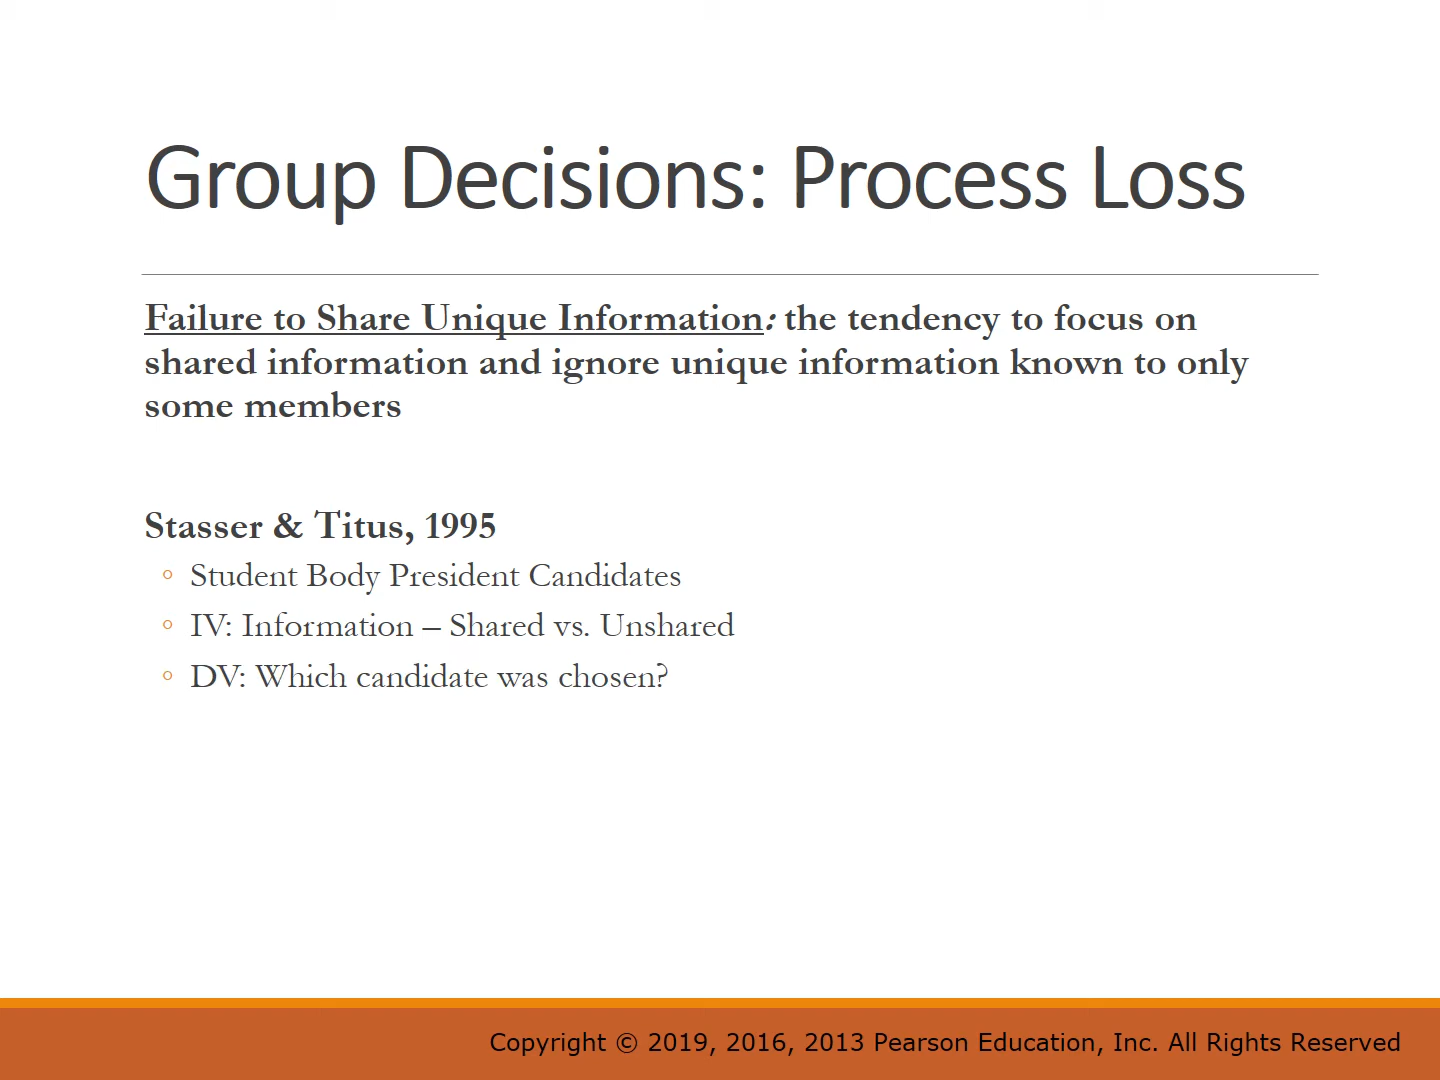 Group Decisions: Process Loss
Failure to Share Unique Information: the tendency to focus on
shared information and ignore unique information known to only
some members
Stasser & Titus, 1995
◦ Student Body President Candidates
◦ IV: Information – Shared vs. Unshared
◦ DV: Which candidate was chosen?
Copyright © 2019, 2016, 2013 Pearson Education, Inc. All Rights Reserved